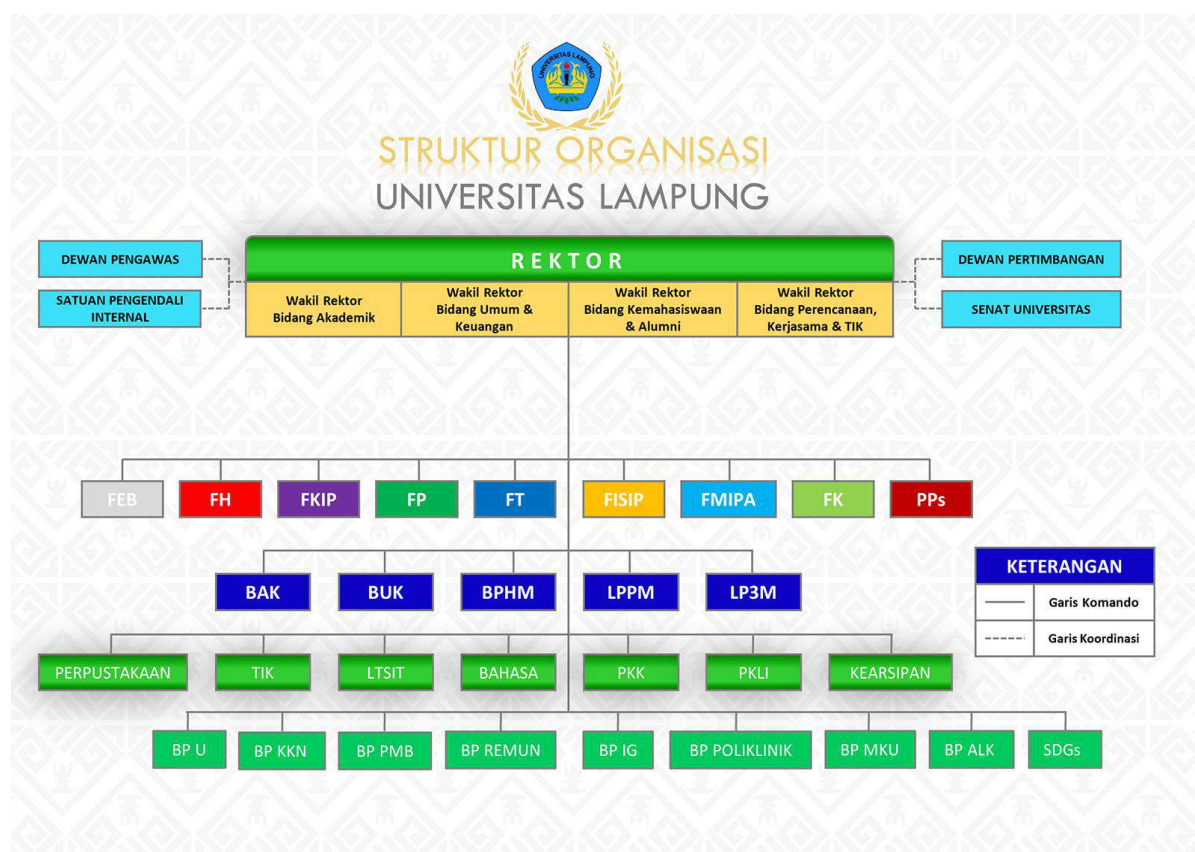 UNIVERSITAS LAMPUNG
STRUKTUR ORGANISASI
UNIVERSITAS LAMPUNG
DEWAN PENGAWAS
SATUAN PENGENDALI
INTERNAL
REKTOR
Wakil Rektor
Bidang Akademik
Wakil Rektor
Bidang Umum &
Keuangan
Wakil Rektor
Bidang Kemahasiswaan
& Alumni
Wakil Rektor
Bidang Perencanaan,
Kerjasama & TIK
DEWAN PERTIMBANGAN
SENAT UNIVERSITAS
FEB
FH
FKIP
FP
FT
FISIP
FMIPA
FK
PPs
BAK
BUK
BPHM
LPPM
LP3M
KETERANGAN
Garis Komando
Garis Koordinasi
PERPUSTAKAAN
TIK
LTSIT
BAHASA
PKK
PKLI
KEARSIPAN
BP U
BP KKN
BP PMB
BP REMUN
BP IG
BP POLIKLINIK
BP MKU
BP ALK
SDGs